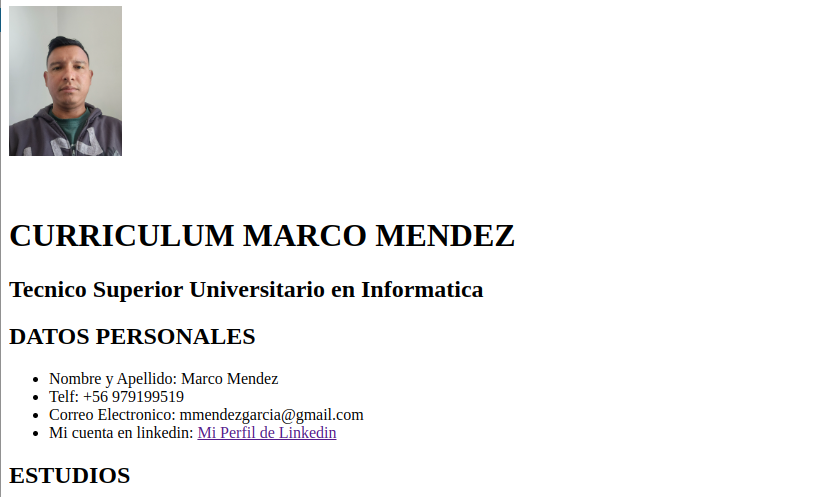 CURRICULUM MARCO MENDEZ
Tecnico Superior Universitario en Informatica
DATOS PERSONALES
Nombre y Apellido: Marco Mendez
Telf: +56 979199519
Correo Electronico: mmendezgarcia@gmail.com
Mi cuenta en linkedin: Mi Perfil de Linkedin
ESTUDIOS